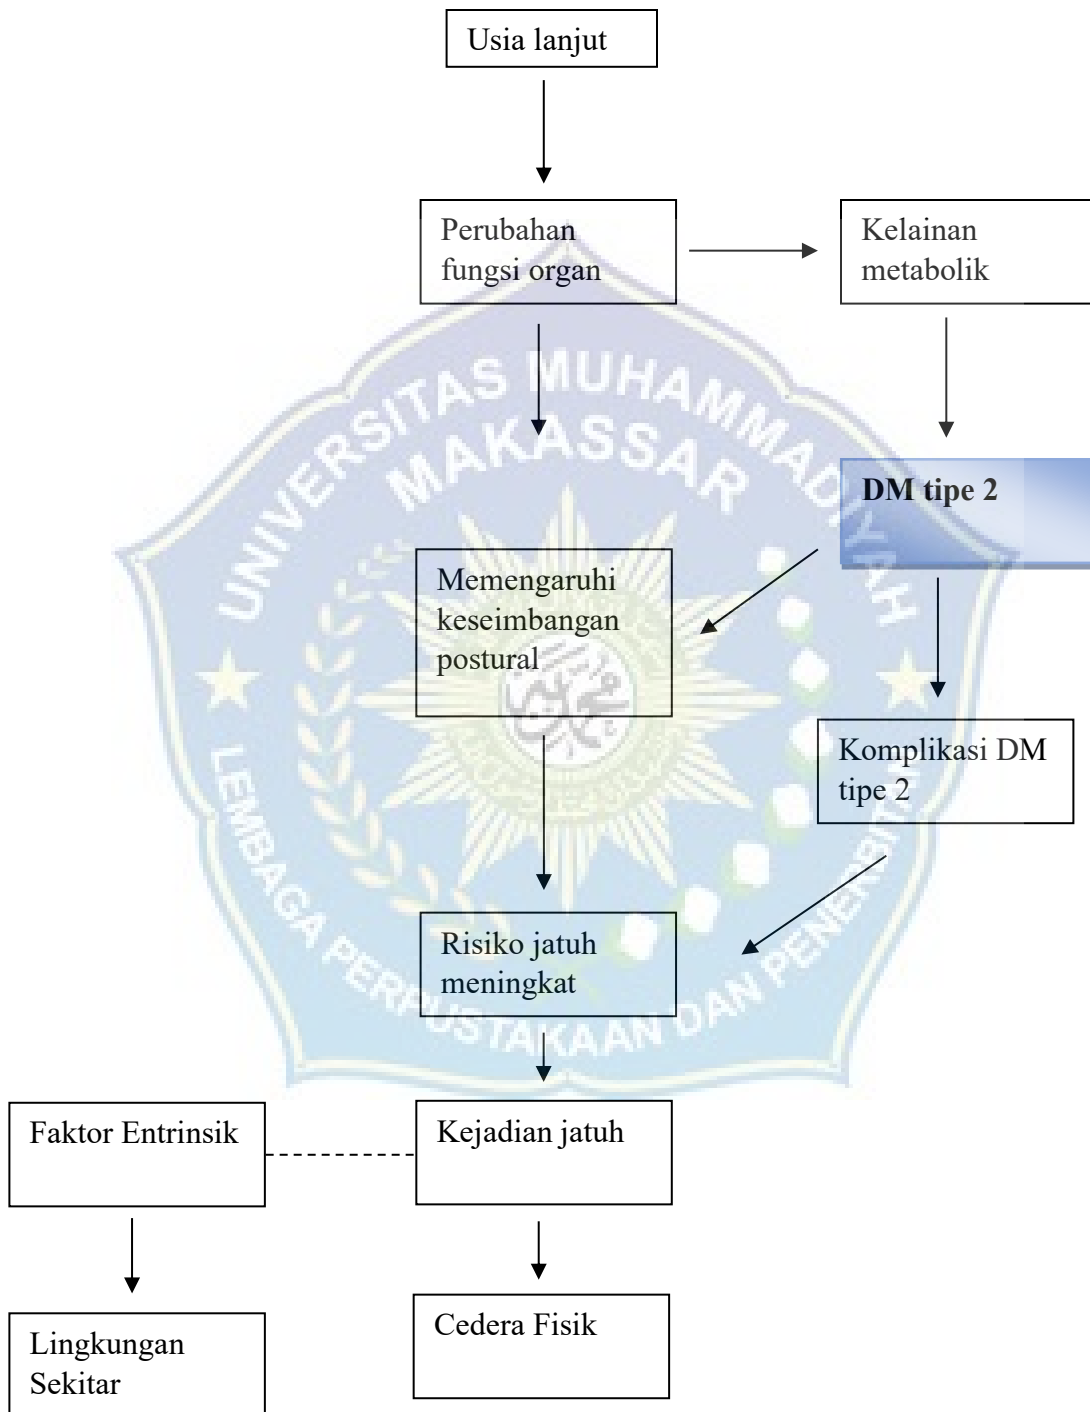 Usia lanjut
Perubahan
fungsi organ
Kelainan
metabolik
UNIVERSITAS MUHAMMADIYAH
MAKASSAR
DM tipe 2
Memengaruhi
keseimbangan
postural
Komplikasi DM
tipe 2
Risiko jatuh
meningkat
LEMBAGA PERPUSTAKAAN DAN PENERBITAN
Faktor Entrinsik
Kejadian jatuh
Lingkungan
Sekitar
Cedera Fisik